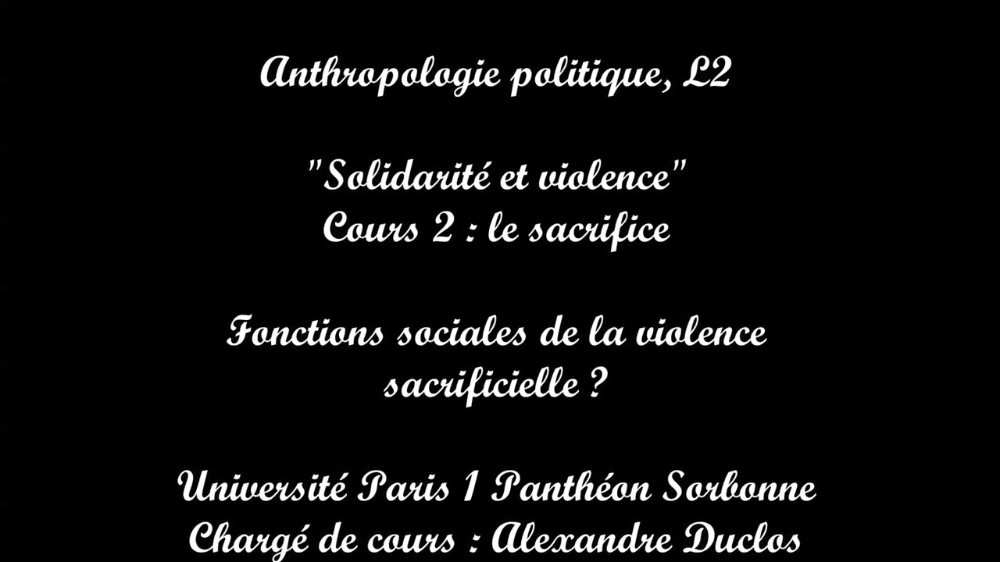 Anthropologie politique, L2
"Solidarité et violence"
Cours 2 : le sacrifice
Fonctions sociales de la violence
sacrificielle ?
Université Paris 1 Panthéon Sorbonne
Chargé de cours : Alexandre Duclos